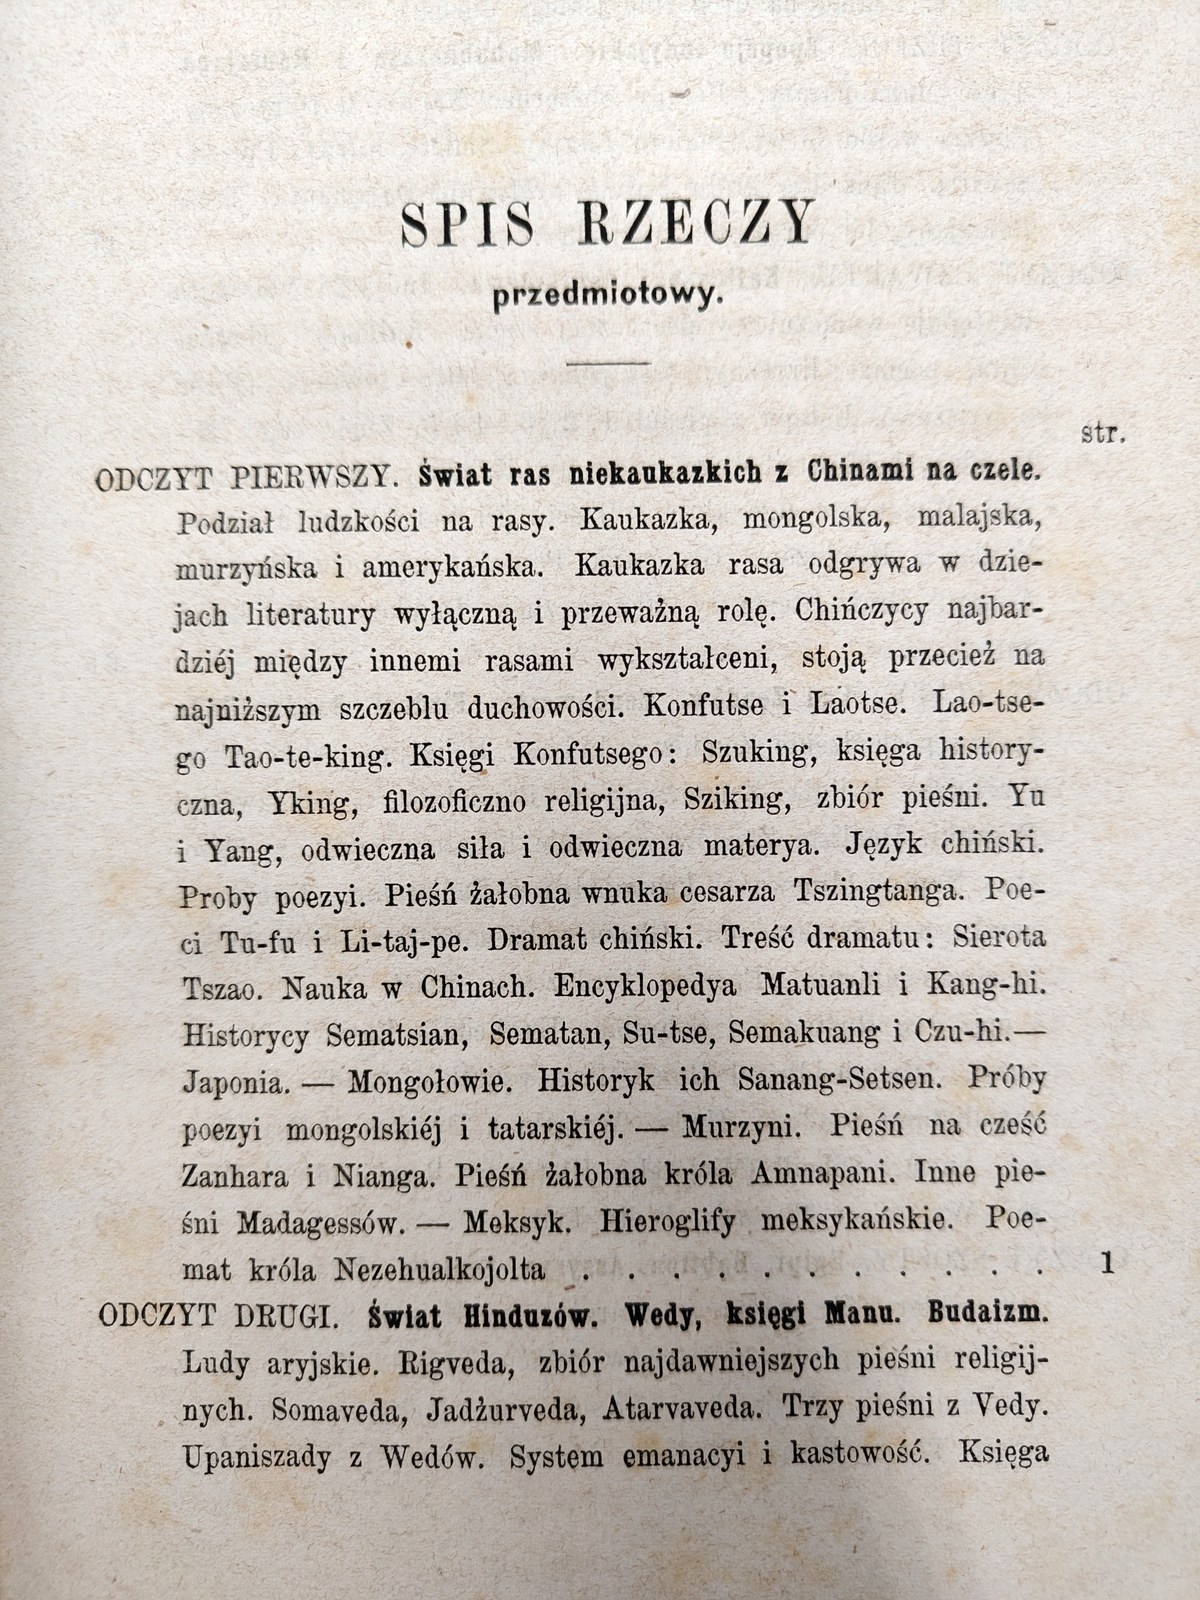 SPIS RZECZY
przedmiotowy.
str.
ODCZYT PIERWSZY. Świat ras niekaukazkich z Chinami na czele.
Podział ludzkości na rasy. Kaukazka, mongolska, malajska,
murzyńska i amerykańska. Kaukazka rasa odgrywa w dzie-
jach literatury wyłączną i przeważną rolę. Chińczycy najbar-
dziéj między innemi rasami wykształceni, stoją przecież na
najniższym szczeblu duchowości. Konfutse i Laotse. Lao-tse-
go Tao-te-king. Księgi Konfutsego: Szuking, księga history-
czna, Yking, filozoficzno religijna, Sziking, zbiór pieśni. Yu
i Yang, odwieczna siła i odwieczna materya. Język chiński.
Proby poezyi. Pieśń żałobna wnuka cesarza Tszingtanga. Poe-
ci Tu-fu i Li-taj-pe. Dramat chiński. Treść dramatu: Sierota
Tszao. Nauka w Chinach. Encyklopedya Matuanli i Kang-hi.
Historycy Sematsian, Sematan, Su-tse, Semakuang i Czu-hi.—
Japonia. — Mongołowie. Historyk ich Sanang-Setsen. Próby
poezyi mongolskiéj i tatarskiéj. — Murzyni. Pieśń na cześć
Zanhara i Nianga. Pieśń żałobna króla Amnapani. Inne pie-
śni Madagessów. — Meksyk. Hieroglify meksykańskie. Poe-
mat króla Nezehualkojolta . . . . . . . . . . . 1
ODCZYT DRUGI. Świat Hinduzów. Wedy, księgi Manu. Budaizm.
Ludy aryjskie. Rigveda, zbiór najdawniejszych pieśni religij-
nych. Somaveda, Jadżurveda, Atarvaveda. Trzy pieśni z Vedy.
Upaniszady z Wedów. System emanacyi i kastowość. Księga